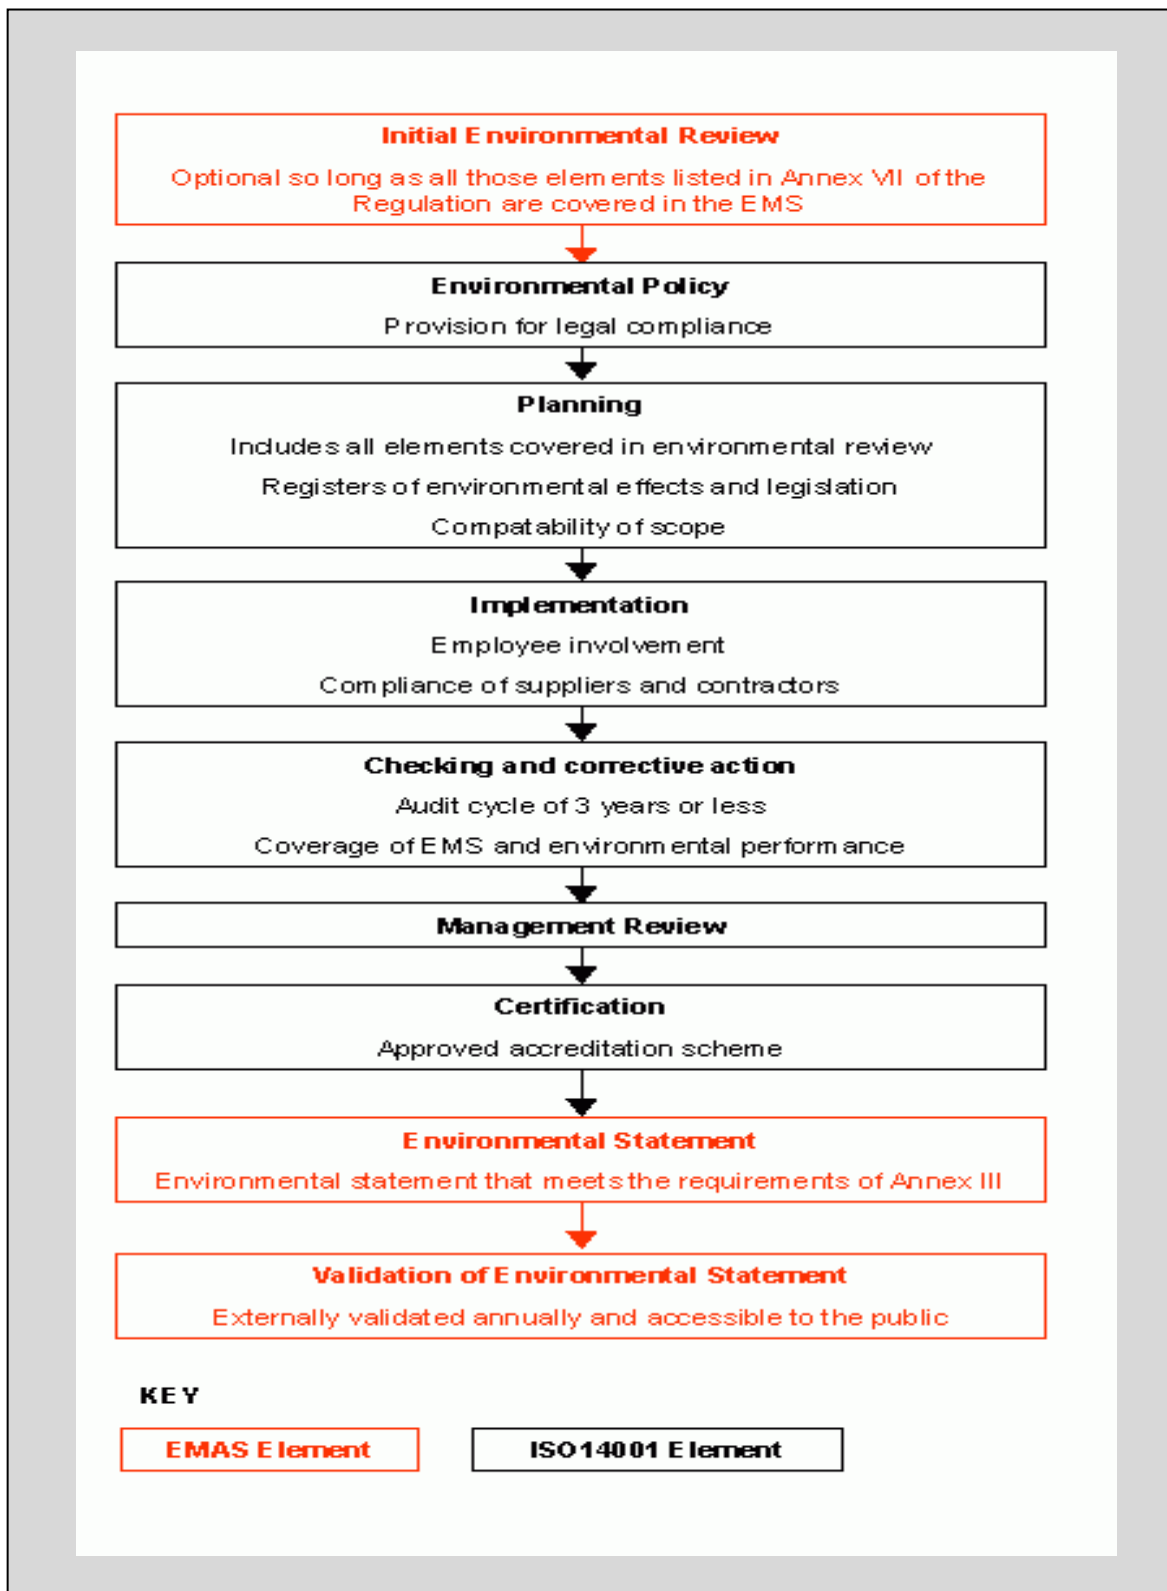 Initial Environmental Review
Optional so long as all those elements listed in Annex VII of the
Regulation are covered in the EMS
Environmental Policy
Provision for legal compliance
Planning
Includes all elements covered in environmental review
Registers of environmental effects and legislation
Compatability of scope
Implementation
Employee involvement
Compliance of suppliers and contractors
Checking and corrective action
Audit cycle of 3 years or less
Coverage of EMS and environmental performance
Management Review
Certification
Approved accreditation scheme
Environmental Statement
Environmental statement that meets the requirements of Annex III
Validation of Environmental Statement
Externally validated annually and accessible to the public
KEY
EMAS Element
ISO14001 Element